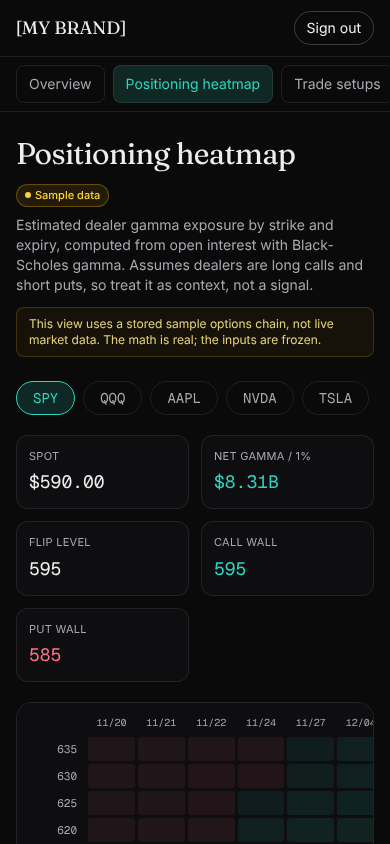 [MY BRAND]
Sign out
Overview
Positioning heatmap
Trade setups
Positioning heatmap
Sample data
Estimated dealer gamma exposure by strike and
expiry, computed from open interest with Black-
Scholes gamma. Assumes dealers are long calls and
short puts, so treat it as context, not a signal.
This view uses a stored sample options chain, not live
market data. The math is real; the inputs are frozen.
SPY QQQ AAPL NVDA TSLA
SPOT
$590.00
NET GAMMA / 1%
$8.31B
FLIP LEVEL
595
CALL WALL
595
PUT WALL
585
11/20 11/21 11/22 11/24 11/27 12/04
635
630
625
620